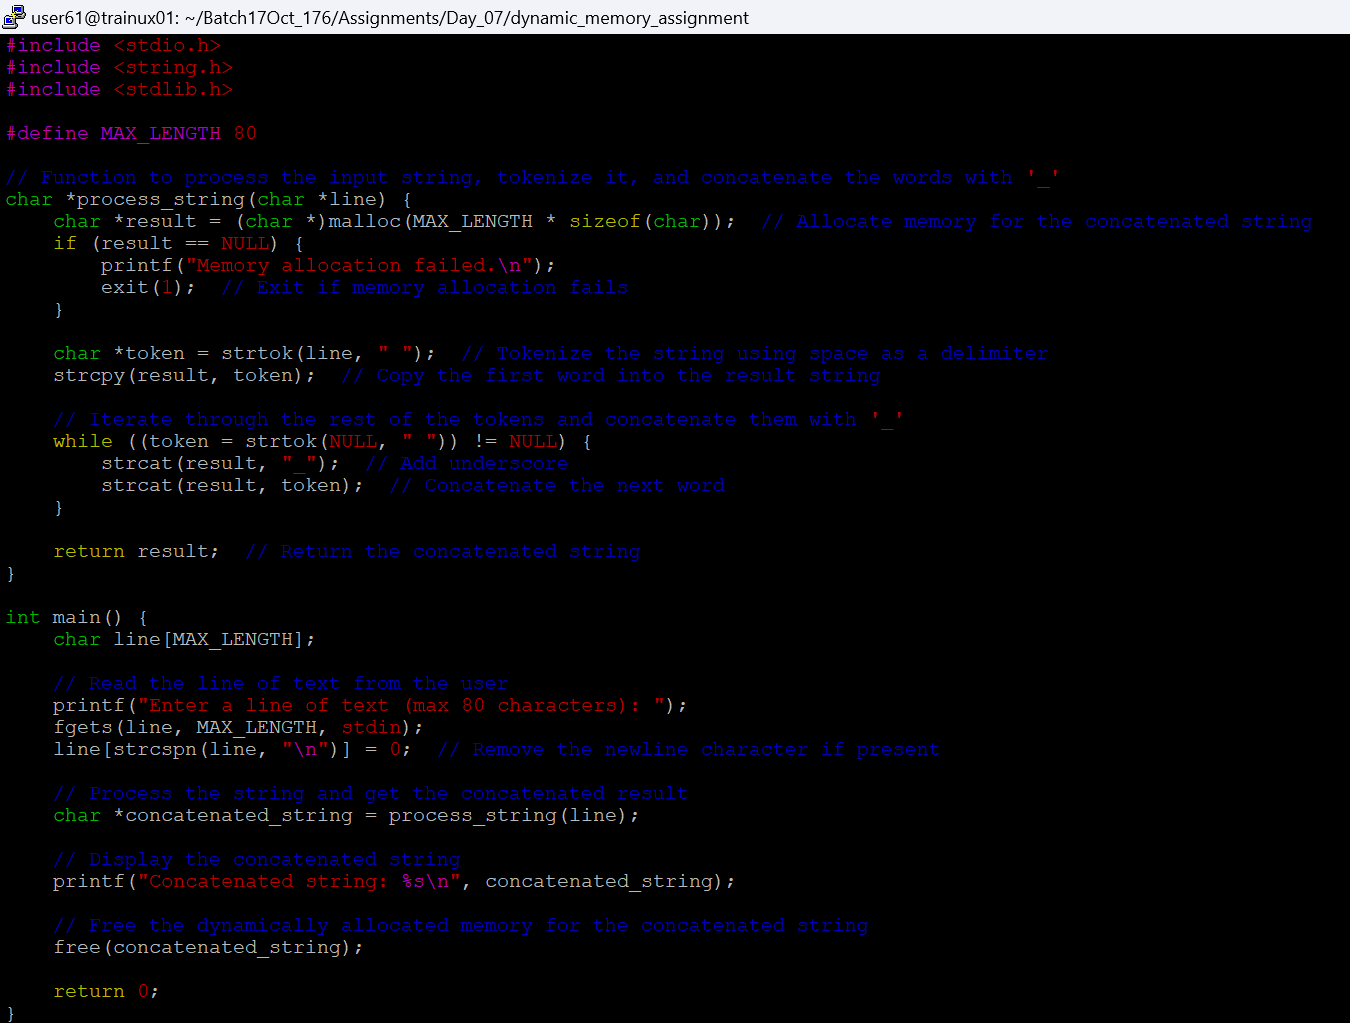 user61@trainux01: ~/Batch17Oct_176/Assignments/Day_07/dynamic_memory_assignment
#include <stdio.h>
#include <string.h>
#include <stdlib.h>

#define MAX_LENGTH 80

// Function to process the input string, tokenize it, and concatenate the words with '_'
char *process_string(char *line) {
    char *result = (char *)malloc(MAX_LENGTH * sizeof(char));  // Allocate memory for the concatenated string
    if (result == NULL) {
        printf("Memory allocation failed.\n");
        exit(1);  // Exit if memory allocation fails
    }

    char *token = strtok(line, " ");  // Tokenize the string using space as a delimiter
    strcpy(result, token);  // Copy the first word into the result string

    // Iterate through the rest of the tokens and concatenate them with '_'
    while ((token = strtok(NULL, " ")) != NULL) {
        strcat(result, "_");  // Add underscore
        strcat(result, token);  // Concatenate the next word
    }

    return result;  // Return the concatenated string
}

int main() {
    char line[MAX_LENGTH];

    // Read the line of text from the user
    printf("Enter a line of text (max 80 characters): ");
    fgets(line, MAX_LENGTH, stdin);
    line[strcspn(line, "\n")] = 0;  // Remove the newline character if present

    // Process the string and get the concatenated result
    char *concatenated_string = process_string(line);

    // Display the concatenated string
    printf("Concatenated string: %s\n", concatenated_string);

    // Free the dynamically allocated memory for the concatenated string
    free(concatenated_string);

    return 0;
}